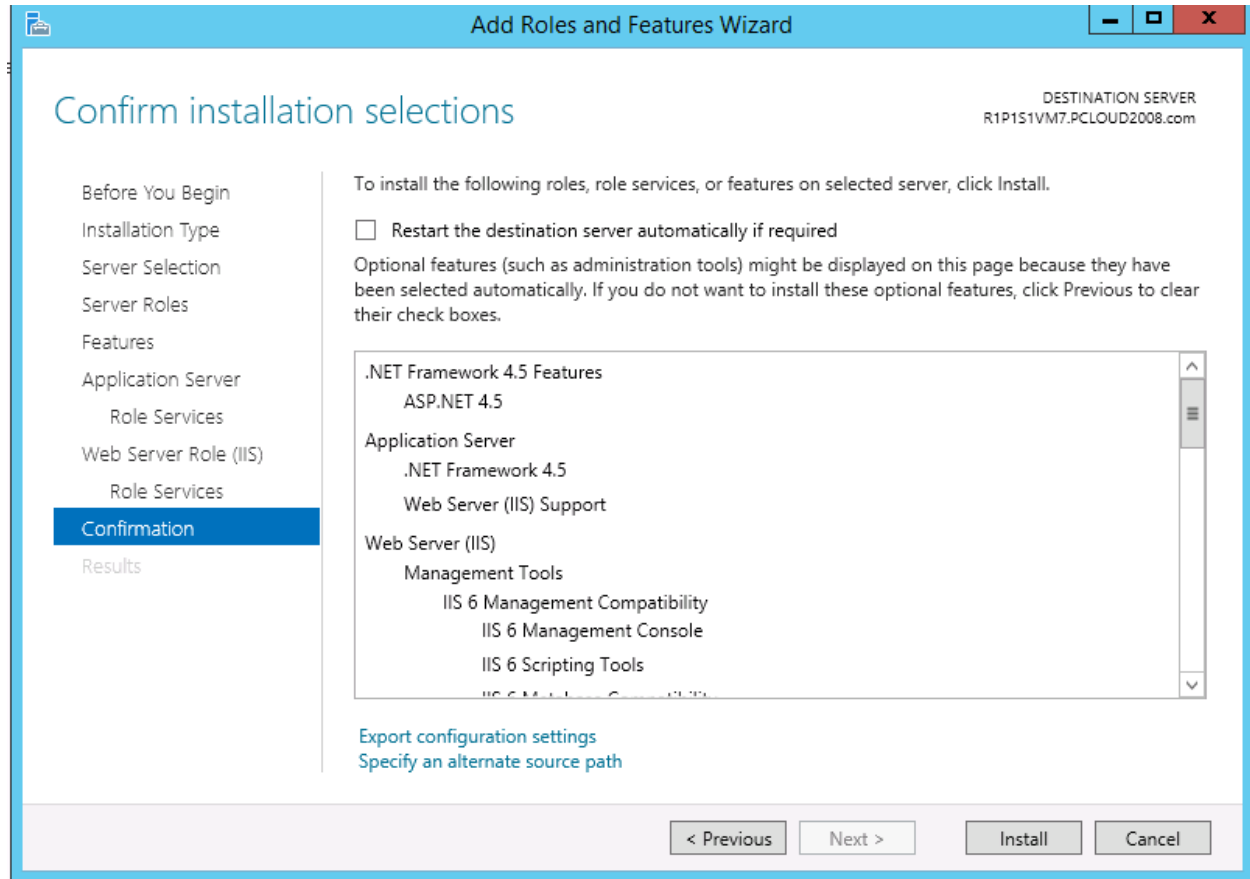 Add Roles and Features Wizard
Confirm installation selections
DESTINATION SERVER
R1P1S1VM7.PCLOUD2008.com
Before You Begin
Installation Type
Server Selection
Server Roles
Features
Application Server
Role Services
Web Server Role (IIS)
Role Services
Confirmation
Results
To install the following roles, role services, or features on selected server, click Install.
Restart the destination server automatically if required
Optional features (such as administration tools) might be displayed on this page because they have
been selected automatically. If you do not want to install these optional features, click Previous to clear
their check boxes.
.NET Framework 4.5 Features
ASP.NET 4.5
Application Server
.NET Framework 4.5
Web Server (IIS) Support
Web Server (IIS)
Management Tools
IIS 6 Management Compatibility
IIS 6 Management Console
IIS 6 Scripting Tools
IIS 6 Metabase Compatibility
Export configuration settings
Specify an alternate source path
< Previous
Next >
Install
Cancel